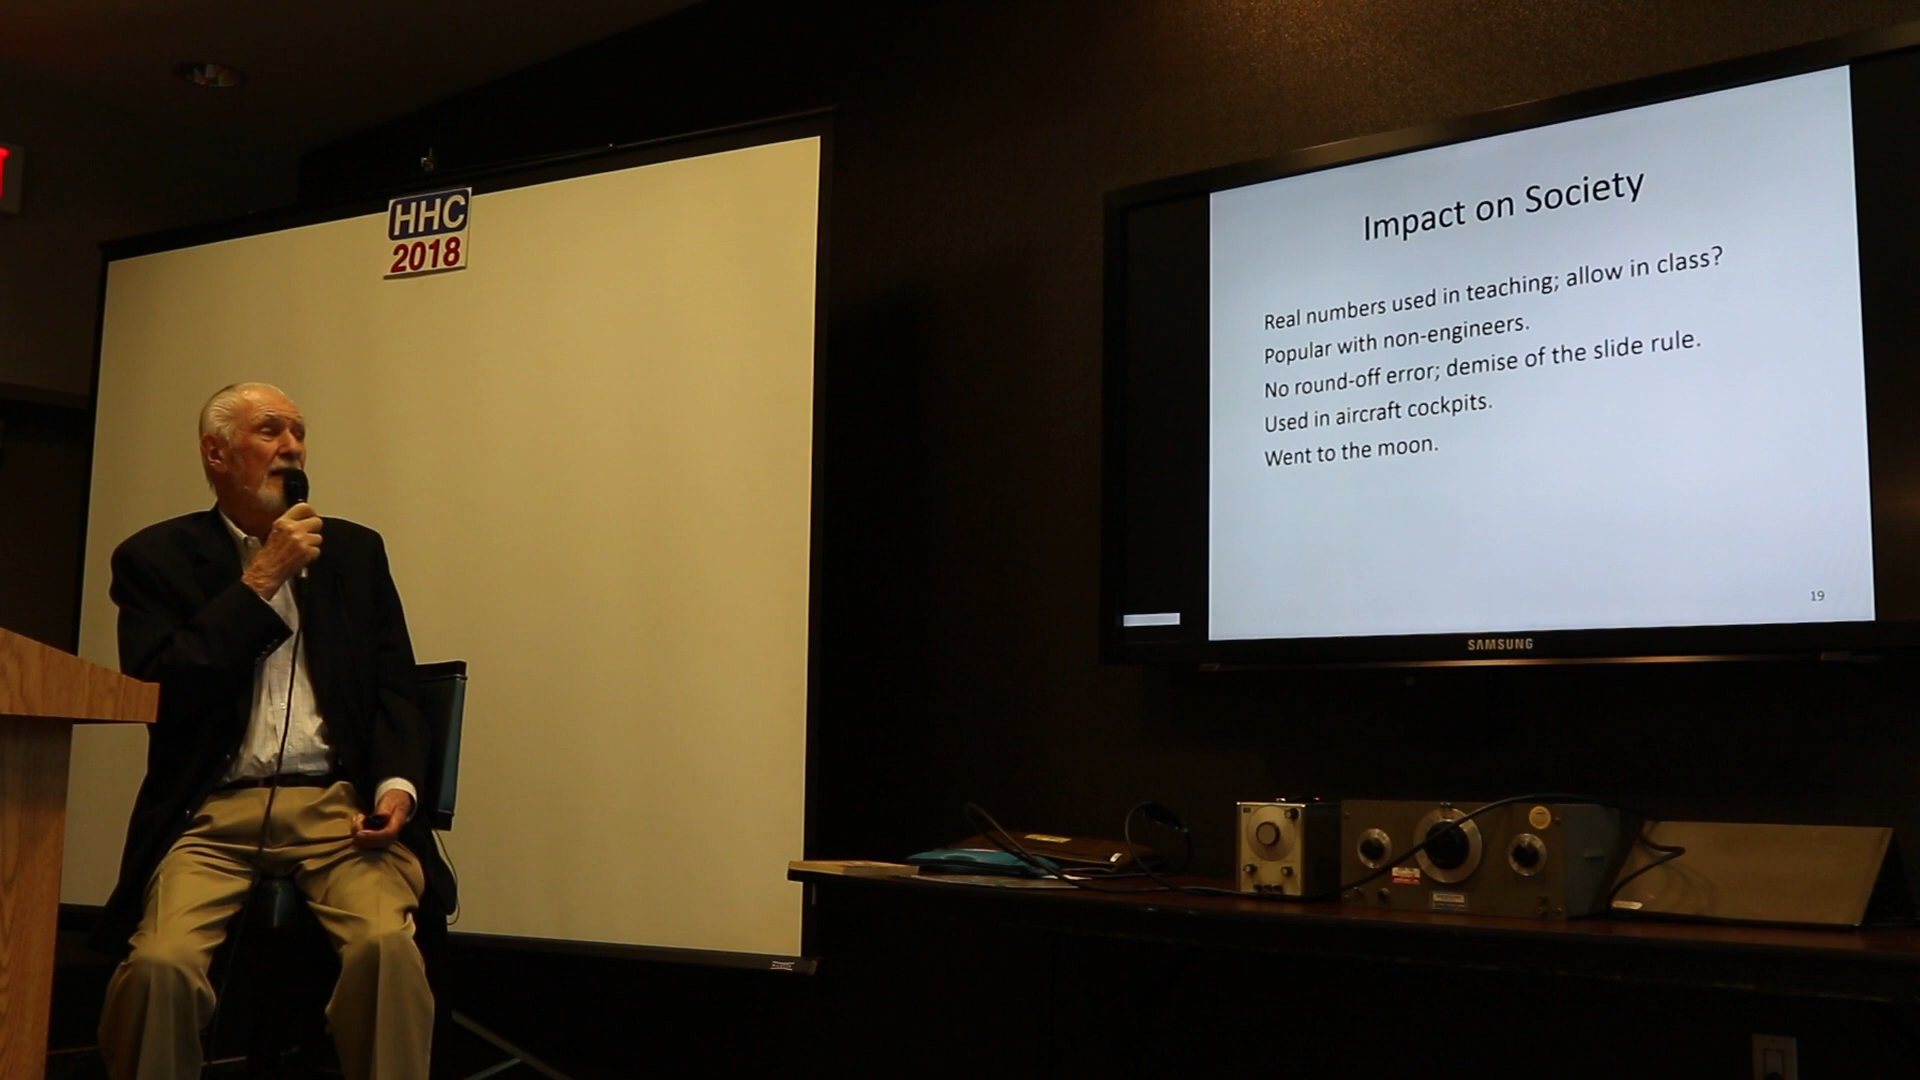 HHC
2018
Impact on Society
Real numbers used in teaching; allow in class?
Popular with non-engineers.
No round-off error; demise of the slide rule.
Used in aircraft cockpits.
Went to the moon.
19
SAMSUNG